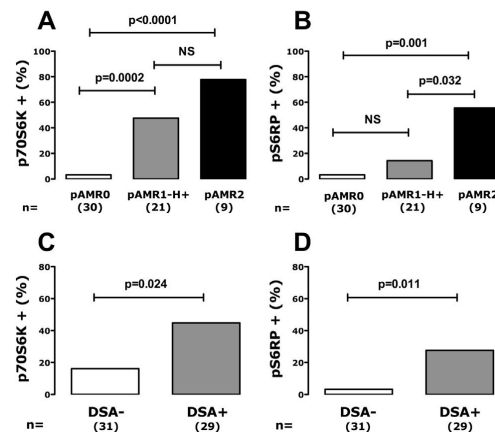 A
p<0.0001
NS
p=0.0002
p70S6K + (%)
100
80
60
40
20
0
pAMR0 pAMR1-H+ pAMR2
n= (30) (21) (9)
B
p=0.001
p=0.032
NS
pS6RP + (%)
100
80
60
40
20
0
pAMR0 pAMR1-H+ pAMR2
n= (30) (21) (9)
C
p=0.024
p70S6K + (%)
80
60
40
20
0
DSA- DSA+
n= (31) (29)
D
p=0.011
pS6RP + (%)
80
60
40
20
0
DSA- DSA+
n= (31) (29)